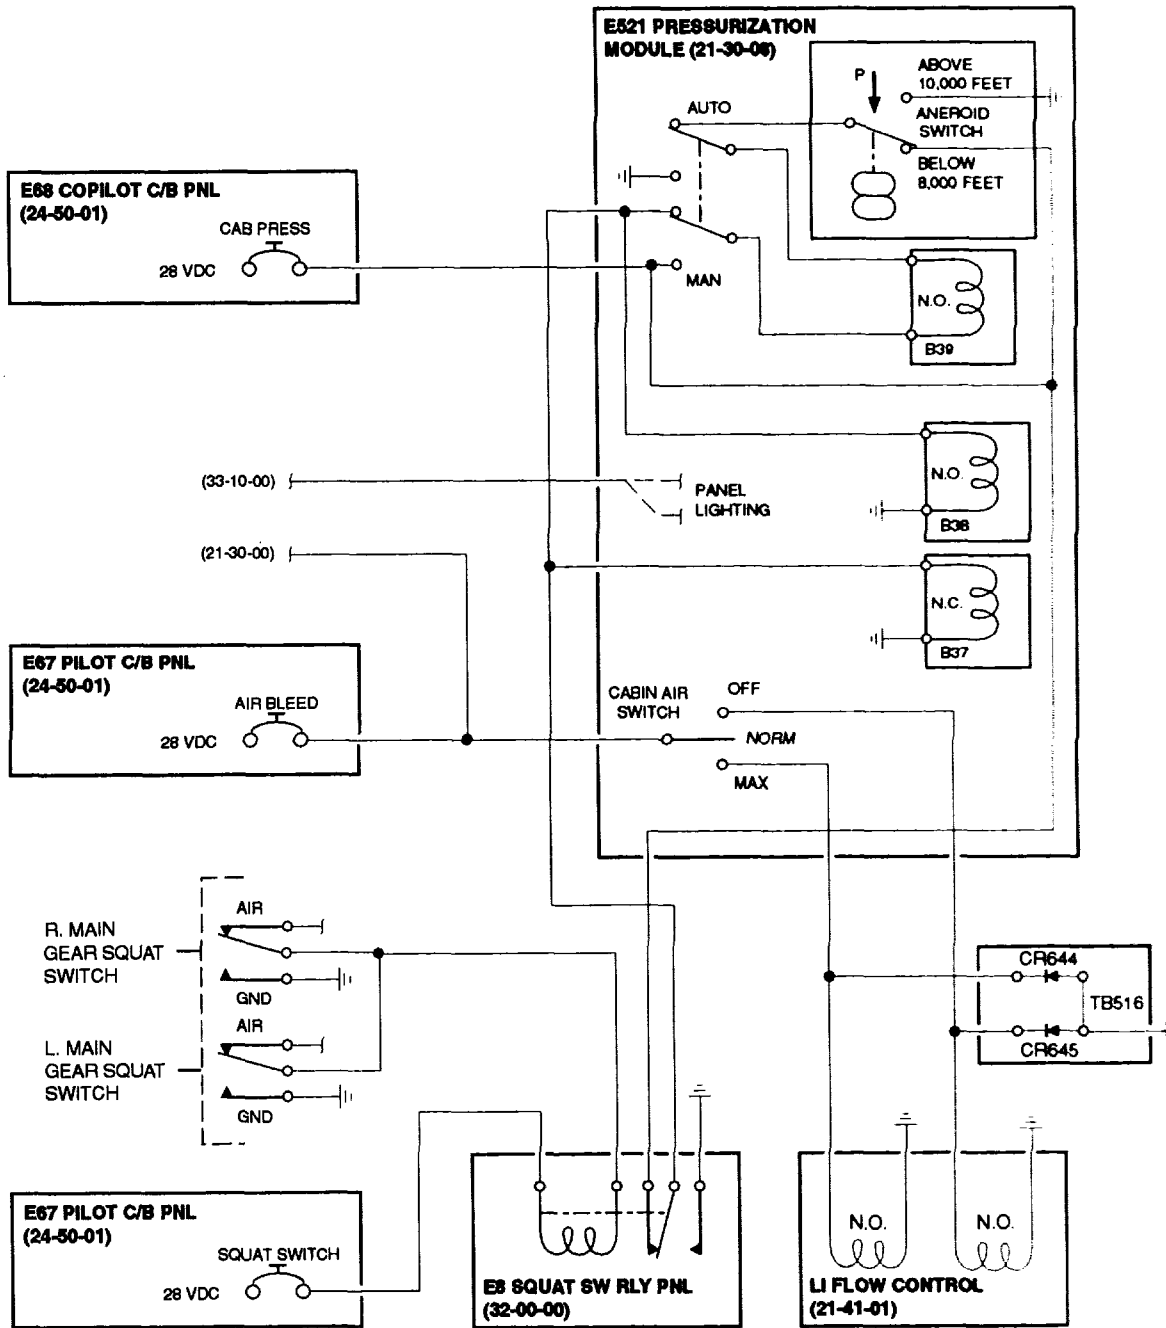 E521 PRESSURIZATION
MODULE (21-30-06)
P
ABOVE
10,000 FEET
ANEROID
SWITCH
BELOW
8,000 FEET
AUTO
E68 COPILOT C/B PNL
(24-50-01)
CAB PRESS
28 VDC
MAN
N.O.
B39
(33-10-00)
PANEL
LIGHTING
N.O.
B38
(21-30-00)
N.C.
B37
E67 PILOT C/B PNL
(24-50-01)
AIR BLEED
28 VDC
CABIN AIR
SWITCH
OFF
NORM
MAX
R. MAIN
GEAR SQUAT
SWITCH
AIR
GND
L. MAIN
GEAR SQUAT
SWITCH
AIR
GND
CR644
TB516
CR645
E67 PILOT C/B PNL
(24-50-01)
SQUAT SWITCH
28 VDC
E8 SQUAT SW RLY PNL
(32-00-00)
N.O.
N.O.
LI FLOW CONTROL
(21-41-01)